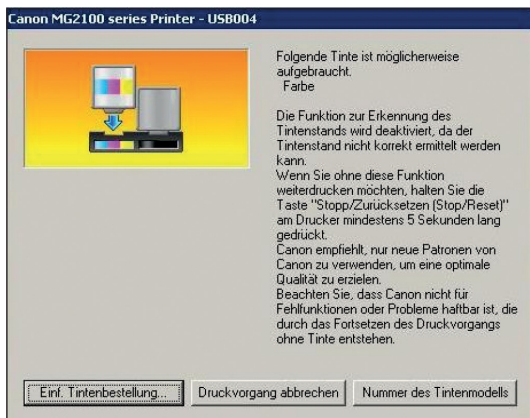 Canon MG2100 series Printer - USB004
Folgende Tinte ist möglicherweise
aufgebraucht.
Farbe
Die Funktion zur Erkennung des
Tintenstands wird deaktiviert, da der
Tintenstand nicht korrekt ermittelt werden
kann.
Wenn Sie ohne diese Funktion
weiterdrucken möchten, halten Sie die
Taste "Stopp/Zurücksetzen (Stop/Reset)"
am Drucker mindestens 5 Sekunden lang
gedrückt.
Canon empfiehlt, nur neue Patronen von
Canon zu verwenden, um eine optimale
Qualität zu erzielen.
Beachten Sie, dass Canon nicht für
Fehlfunktionen oder Probleme haftbar ist, die
durch das Fortsetzen des Druckvorgangs
ohne Tinte entstehen.
Einf. Tintenbestellung... Druckvorgang abbrechen Nummer des Tintenmodells